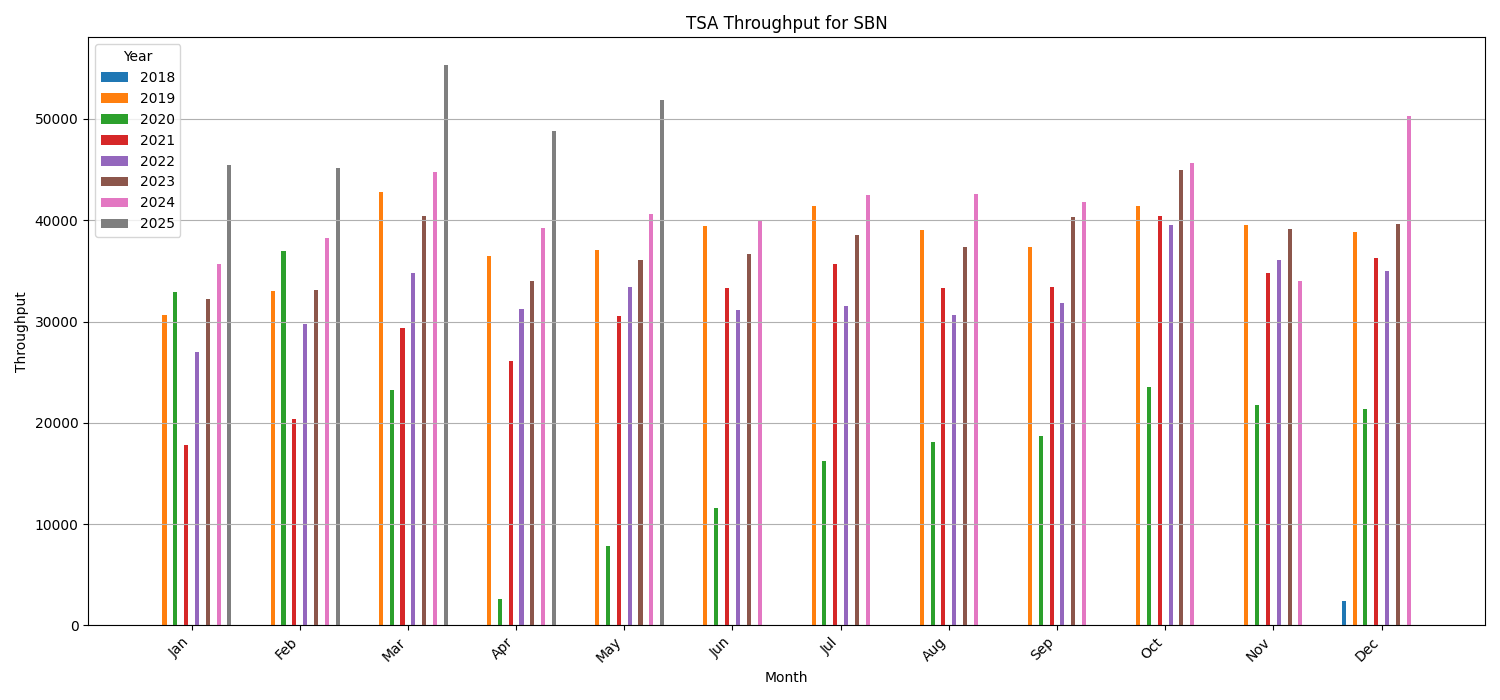 TSA Throughput for SBN
Year
2018
2019
2020
2021
2022
2023
2024
2025
Throughput
50000
40000
30000
20000
10000
0
Jan
Feb
Mar
Apr
May
Jun
Jul
Aug
Sep
Oct
Nov
Dec
Month